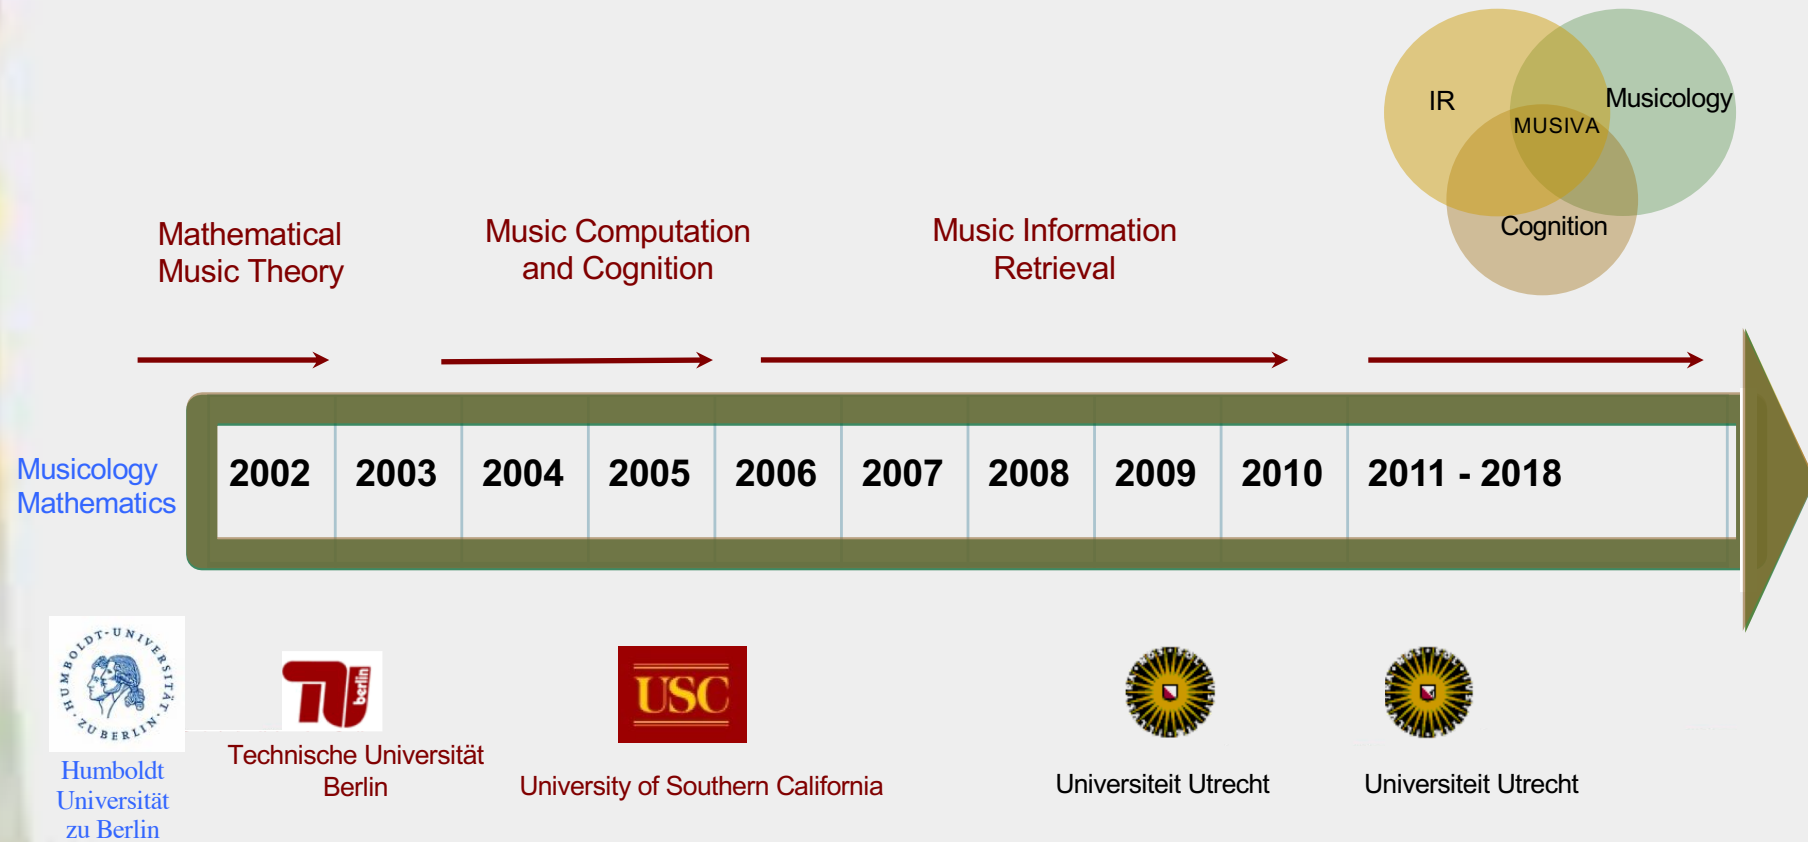 IR
Musicology
MUSIVA
Cognition
Mathematical
Music Theory
Music Computation
and Cognition
Music Information
Retrieval
Musicology
Mathematics
2002
2003
2004
2005
2006
2007
2008
2009
2010
2011 - 2018
HUMBOLDT-UNIVERSITÄT
ZU BERLIN
berlin
USC
Humboldt
Universität
zu Berlin
Technische Universität
Berlin
University of Southern California
Universiteit Utrecht
Universiteit Utrecht